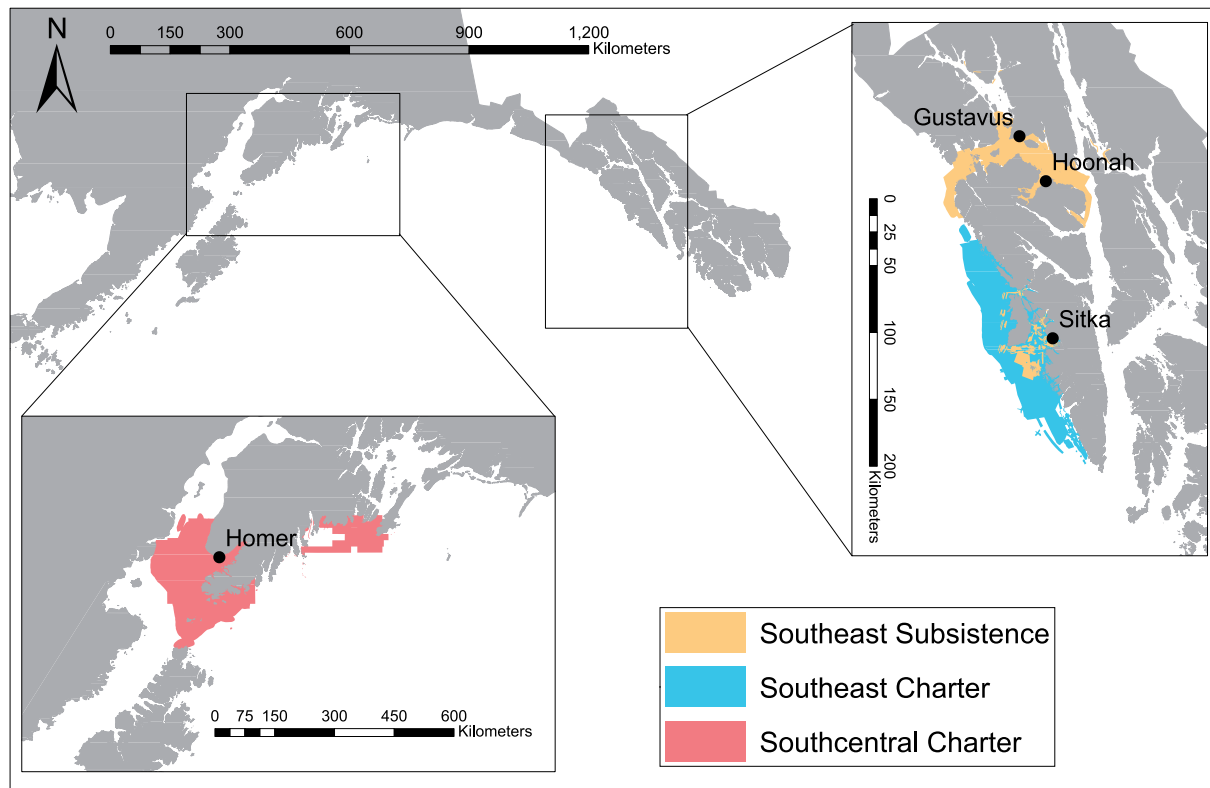 N
0 150 300 600 900 1,200
Kilometers
Gustavus
Hoonah
0 25 50 100 150 200
Kilometers
Sitka
Homer
0 75 150 300 450 600
Kilometers
Southeast Subsistence
Southeast Charter
Southcentral Charter